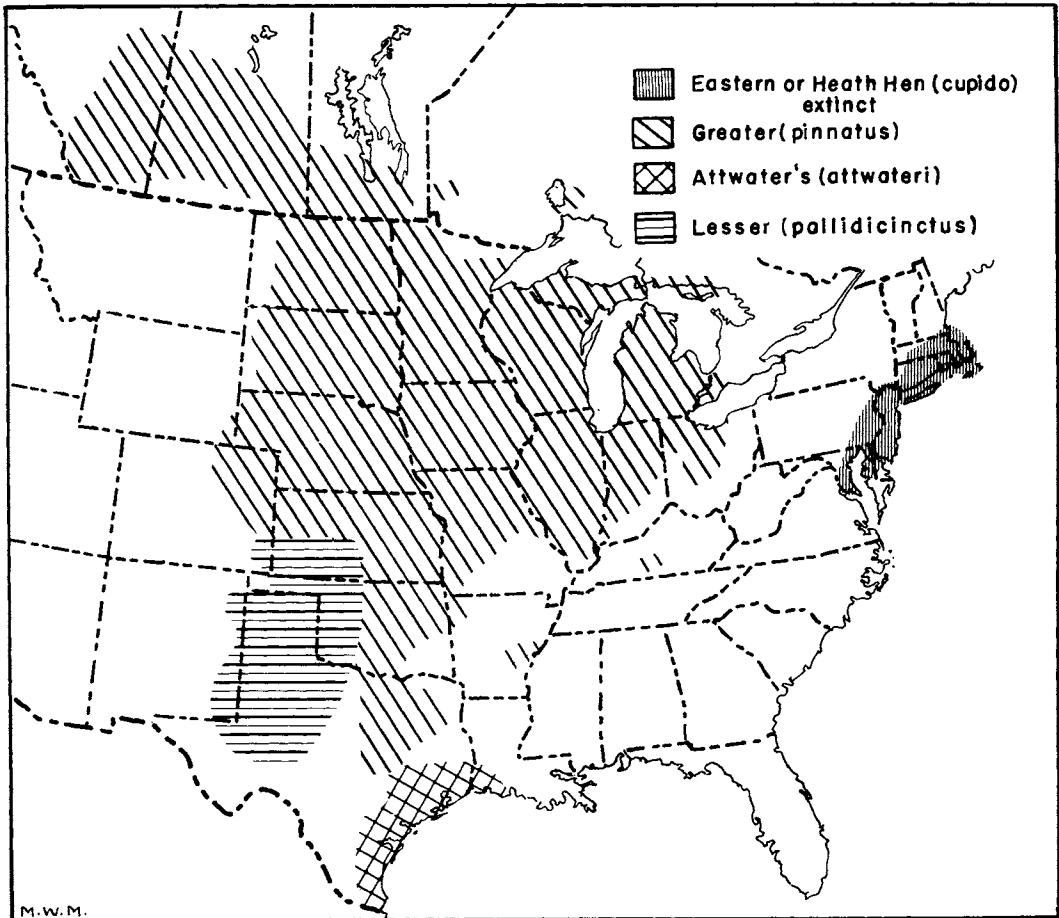 Eastern or Heath Hen (cupido)
extinct
Greater (pinnatus)
Attwater's (attwateri)
Lesser (pallidicinctus)
M.W.M.